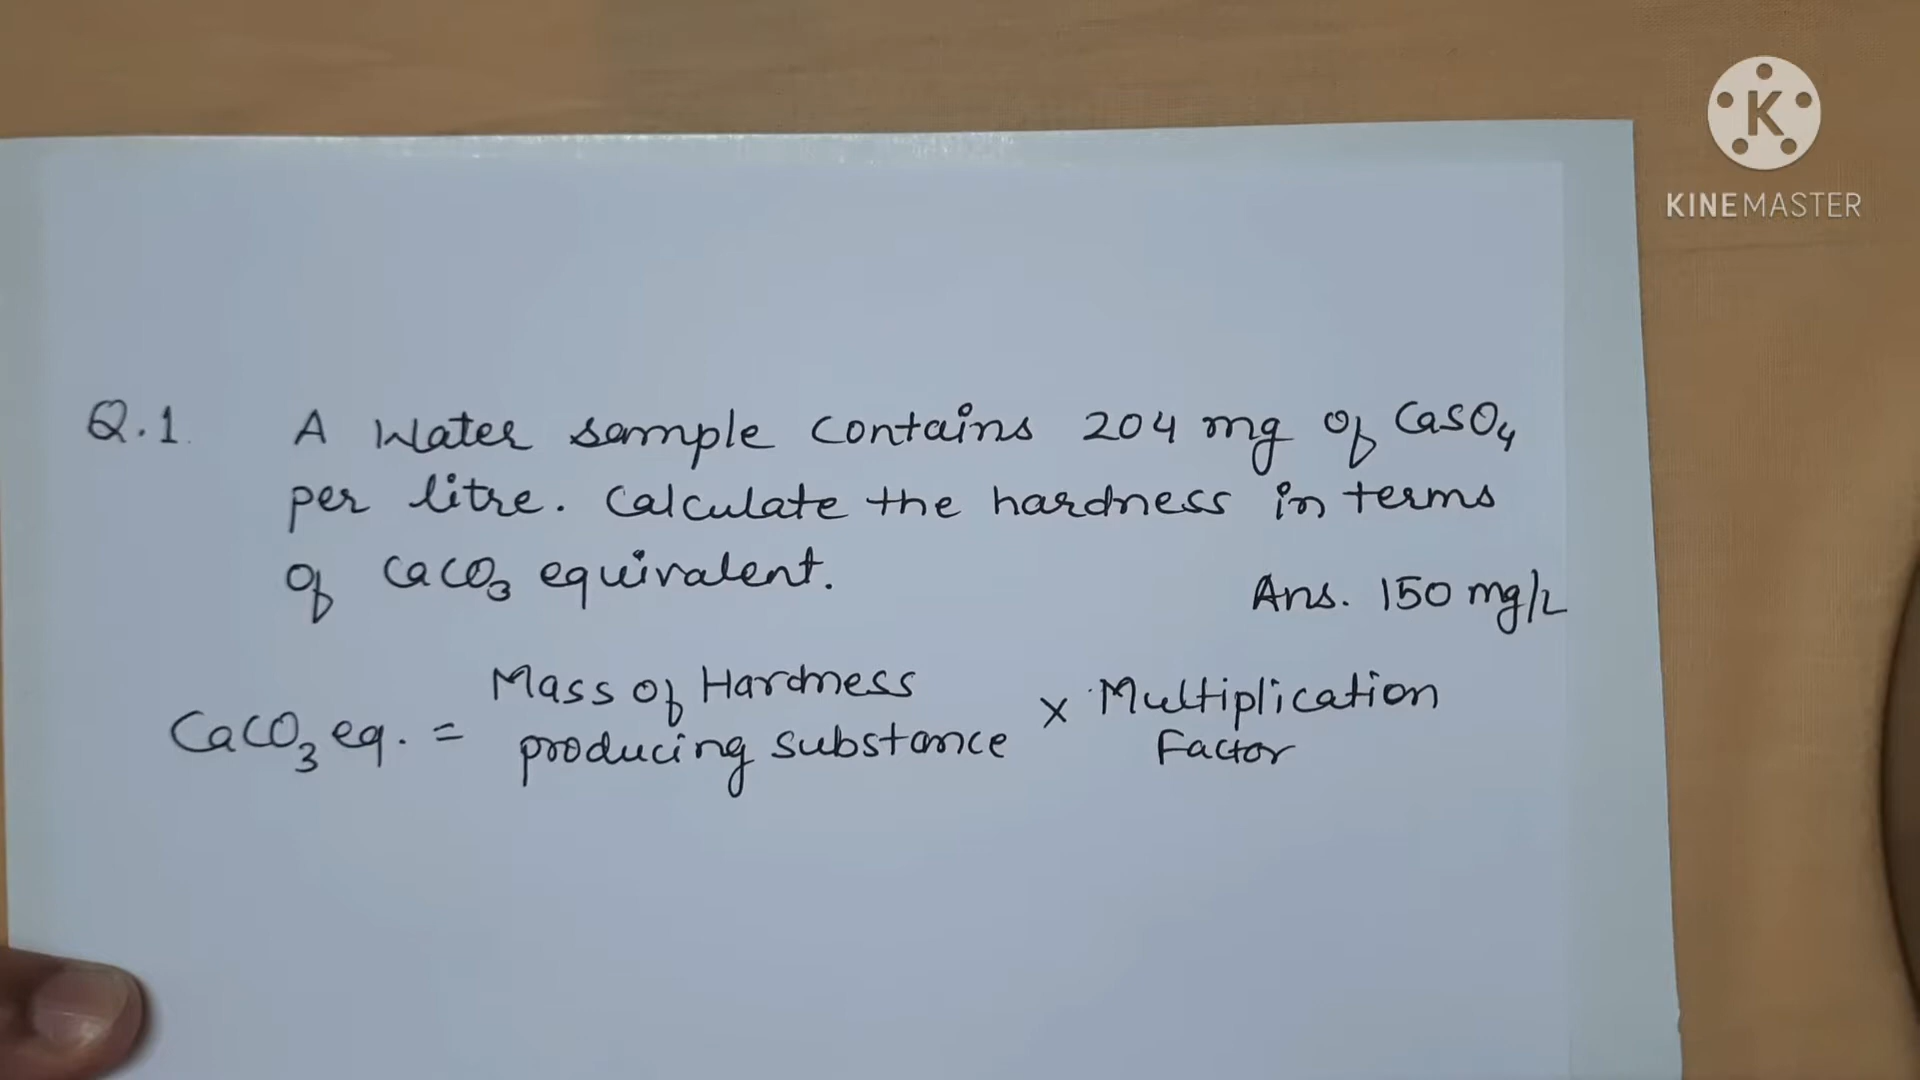 K
KINEMASTER
Q.1. A Water sample contains 204 mg of CaSO4
per litre. Calculate the hardness in terms
of CaCO3 equivalent.
Ans. 150 mg/L
CaCO3 eq. = Mass of Hardness producing substance × Multiplication Factor